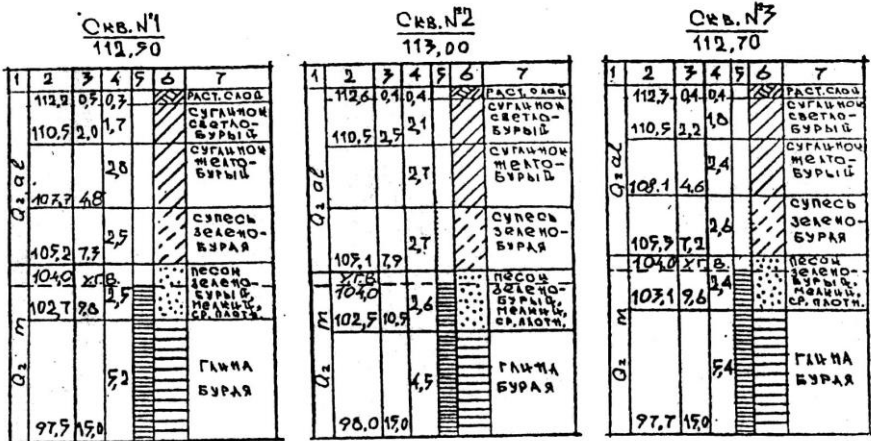 Скв. №1
112,50
1 2 3 4 5 6 7
112,2 0,3 0,3 РАСТ. СЛОЙ
110,5 2,0 1,7
СУГЛИНОК
СВЕТЛО-
БУРЫЙ
107,7 4,8 2,8
СУГЛИНОК
ЖЕЛТО-
БУРЫЙ
105,2 7,3 2,5
СУПЕСЬ
ЗЕЛЕНО-
БУРАЯ
104,0 УГВ.
102,7 9,8 2,5
ПЕСОК
ЗЕЛЕНО-
БУРЫЙ,
МЕЛКИЙ,
СР. ПЛОТН.
97,5 15,0 5,2
ГЛИНА
БУРАЯ
Q2 al
Q2 m
Скв. №2
113,00
1 2 3 4 5 6 7
112,6 0,4 0,4 РАСТ. СЛОЙ
110,5 2,5 2,1
СУГЛИНОК
СВЕТЛО-
БУРЫЙ
2,7
СУГЛИНОК
ЖЕЛТО-
БУРЫЙ
105,1 7,9 2,7
СУПЕСЬ
ЗЕЛЕНО-
БУРАЯ
УГВ.
104,0
102,5 10,5 2,6
ПЕСОК
ЗЕЛЕНО-
БУРЫЙ,
МЕЛКИЙ,
СР. ПЛОТН.
98,0 15,0 4,5
ГЛИНА
БУРАЯ
Q2 al
Q2 m
Скв. №3
112,70
1 2 3 4 5 6 7
112,3 0,4 0,4 РАСТ. СЛОЙ
110,5 2,2 1,8
СУГЛИНОК
СВЕТЛО-
БУРЫЙ
108,1 4,6 2,4
СУГЛИНОК
ЖЕЛТО-
БУРЫЙ
105,5 7,2 2,6
СУПЕСЬ
ЗЕЛЕНО-
БУРАЯ
104,0 УГВ.
103,1 9,6 2,4
ПЕСОК
ЗЕЛЕНО-
БУРЫЙ,
МЕЛКИЙ,
СР. ПЛОТН.
97,7 15,0 5,4
ГЛИНА
БУРАЯ
Q2 al
Q2 m